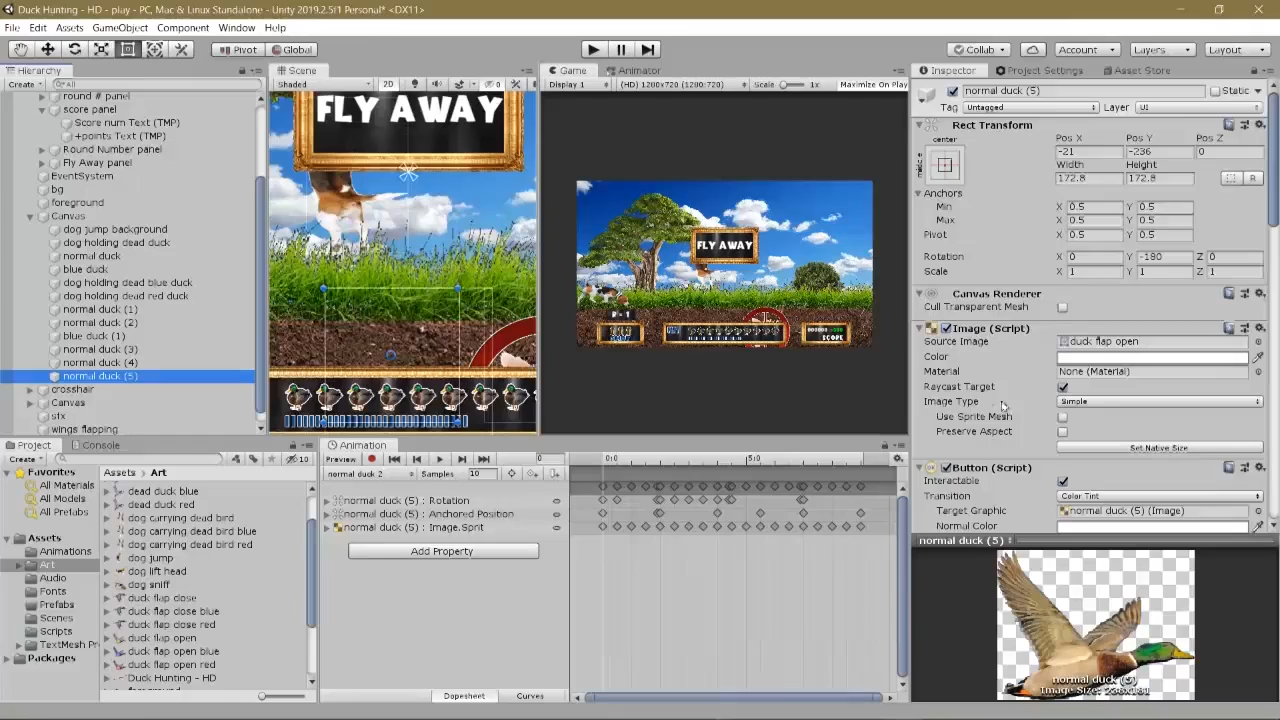 Duck Hunting - HD - play - PC, Mac & Linux Standalone - Unity 2019.2.5f1 Personal* <DX11>
File Edit Assets GameObject Component Window Help
Pivot Global Collab Account Layers Layout
Hierarchy
Create All
round # panel
score panel
Score num Text (TMP)
+points Text (TMP)
Round Number panel
Fly Away panel
EventSystem
bg
foreground
Canvas
dog jump background
dog holding dead duck
normal duck
blue duck
dog holding dead blue duck
dog holding dead red duck
normal duck (1)
normal duck (2)
blue duck (1)
normal duck (3)
normal duck (4)
normal duck (5)
crosshair
Canvas
sfx
wings flapping
Scene
Shaded 2D 0
FLY AWAY
Game Animator
Display 1 (HD) 1280x720 (1280x720) Scale 1x Maximize On Play
FLY AWAY
R = 1
Inspector Project Settings Asset Store
normal duck (5) Static
Tag Untagged Layer UI
Rect Transform
center Pos X Pos Y Pos Z
middle -21 -236 0
Width Height
172.8 172.8 R
Anchors
Min X 0.5 Y 0.5
Max X 0.5 Y 0.5
Pivot X 0.5 Y 0.5
Rotation X 0 Y -180 Z 0
Scale X 1 Y 1 Z 1
Canvas Renderer
Cull Transparent Mesh
Image (Script)
Source Image duck flap open
Color
Material None (Material)
Raycast Target
Image Type Simple
Use Sprite Mesh
Preserve Aspect
Set Native Size
Button (Script)
Interactable
Transition Color Tint
Target Graphic normal duck (5) (Image)
Normal Color
normal duck (5)
normal duck (5)
Project Console
Create 10
Favorites
All Materials
All Models
All Prefabs
Assets
Animations
Art
Audio
Fonts
Prefabs
Scenes
Scripts
TextMesh Pr
Packages
Assets Art
dead duck blue
dead duck red
dog carrying dead bird
dog carrying dead bird blue
dog carrying dead bird red
dog jump
dog lift head
dog sniff
duck flap close
duck flap close blue
duck flap close red
duck flap open
duck flap open blue
duck flap open red
Duck Hunting - HD
foreground
Animation
Preview 0 0:0 5:0
normal duck 2 Samples 10
normal duck (5) : Rotation
normal duck (5) : Anchored Position
normal duck (5) : Image.Sprit
Add Property
Dopesheet Curves